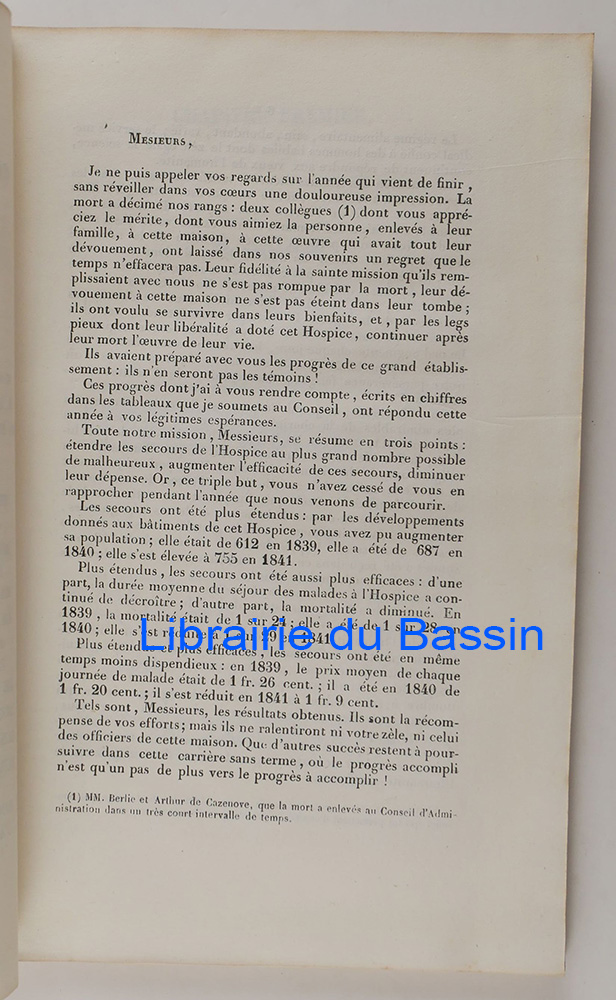 MESIEURS,
Je ne puis appeler vos regards sur l'année qui vient de finir,
sans réveiller dans vos cœurs une douloureuse impression. La
mort a décimé nos rangs : deux collègues (1) dont vous appré-
ciez le mérite, dont vous aimiez la personne, enlevés à leur
famille, à cette maison, à cette œuvre qui avait tout leur
dévouement, ont laissé dans nos souvenirs un regret que le
temps n'effacera pas. Leur fidélité à la sainte mission qu'ils rem-
plissaient avec nous ne s'est pas rompue par la mort, leur dé-
vouement à cette maison ne s'est pas éteint dans leur tombe ;
ils ont voulu se survivre dans leurs bienfaits, et, par les legs
pieux dont leur libéralité a doté cet Hospice, continuer après
leur mort l'œuvre de leur vie.
Ils avaient préparé avec vous les progrès de ce grand établis-
sement : ils n'en seront pas les témoins !
Ces progrès dont j'ai à vous rendre compte, écrits en chiffres
dans les tableaux que je soumets au Conseil, ont répondu cette
année à vos légitimes espérances.
Toute notre mission, Messieurs, se résume en trois points :
étendre les secours de l'Hospice au plus grand nombre possible
de malheureux, augmenter l'efficacité de ces secours, diminuer
leur dépense. Or, ce triple but, vous n'avez cessé de vous en
rapprocher pendant l'année que nous venons de parcourir.
Les secours ont été plus étendus : par les développements
donnés aux bâtiments de cet Hospice, vous avez pu augmenter
sa population ; elle était de 612 en 1839, elle a été de 687 en
1840 ; elle s'est élevée à 755 en 1841.
Plus étendus, les secours ont été aussi plus efficaces : d'une
part, la durée moyenne du séjour des malades à l'Hospice a con-
tinué de décroître ; d'autre part, la mortalité a diminué. En
1839, la mortalité était de 1 sur 24 ; elle a été de 1 sur 28 en
1840 ; elle s'est réduite à 1 sur 29 en 1841.
Librairie du Bassin
Plus étendus et plus efficaces, les secours ont été en même
temps moins dispendieux : en 1839, le prix moyen de chaque
journée de malade était de 1 fr. 26 cent. ; il a été en 1840 de
1 fr. 20 cent. ; il s'est réduit en 1841 à 1 fr. 9 cent.
Tels sont, Messieurs, les résultats obtenus. Ils sont la récom-
pense de vos efforts ; mais ils ne ralentiront ni votre zèle, ni celui
des officiers de cette maison. Que d'autres succès restent à pour-
suivre dans cette carrière sans terme, où le progrès accompli
n'est qu'un pas de plus vers le progrès à accomplir !
(1) MM. Berlie et Arthur de Cazenove, que la mort a enlevés au Conseil d'Admi-
nistration dans un très court intervalle de temps.